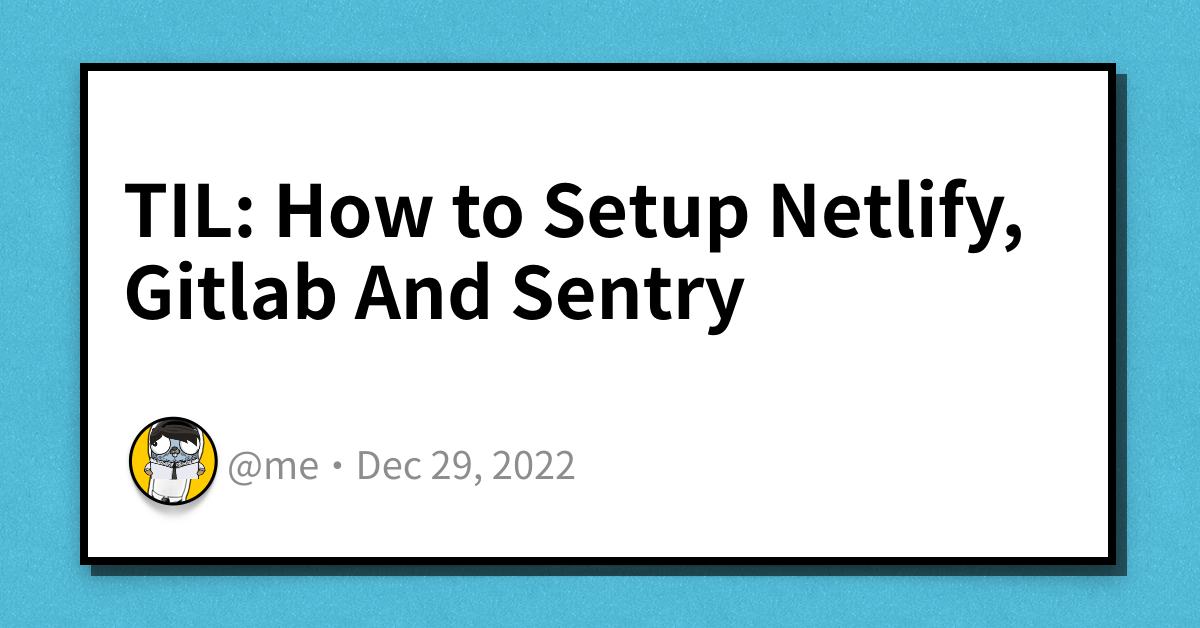 TIL: How to Setup Netlify,
Gitlab And Sentry
@me • Dec 29, 2022